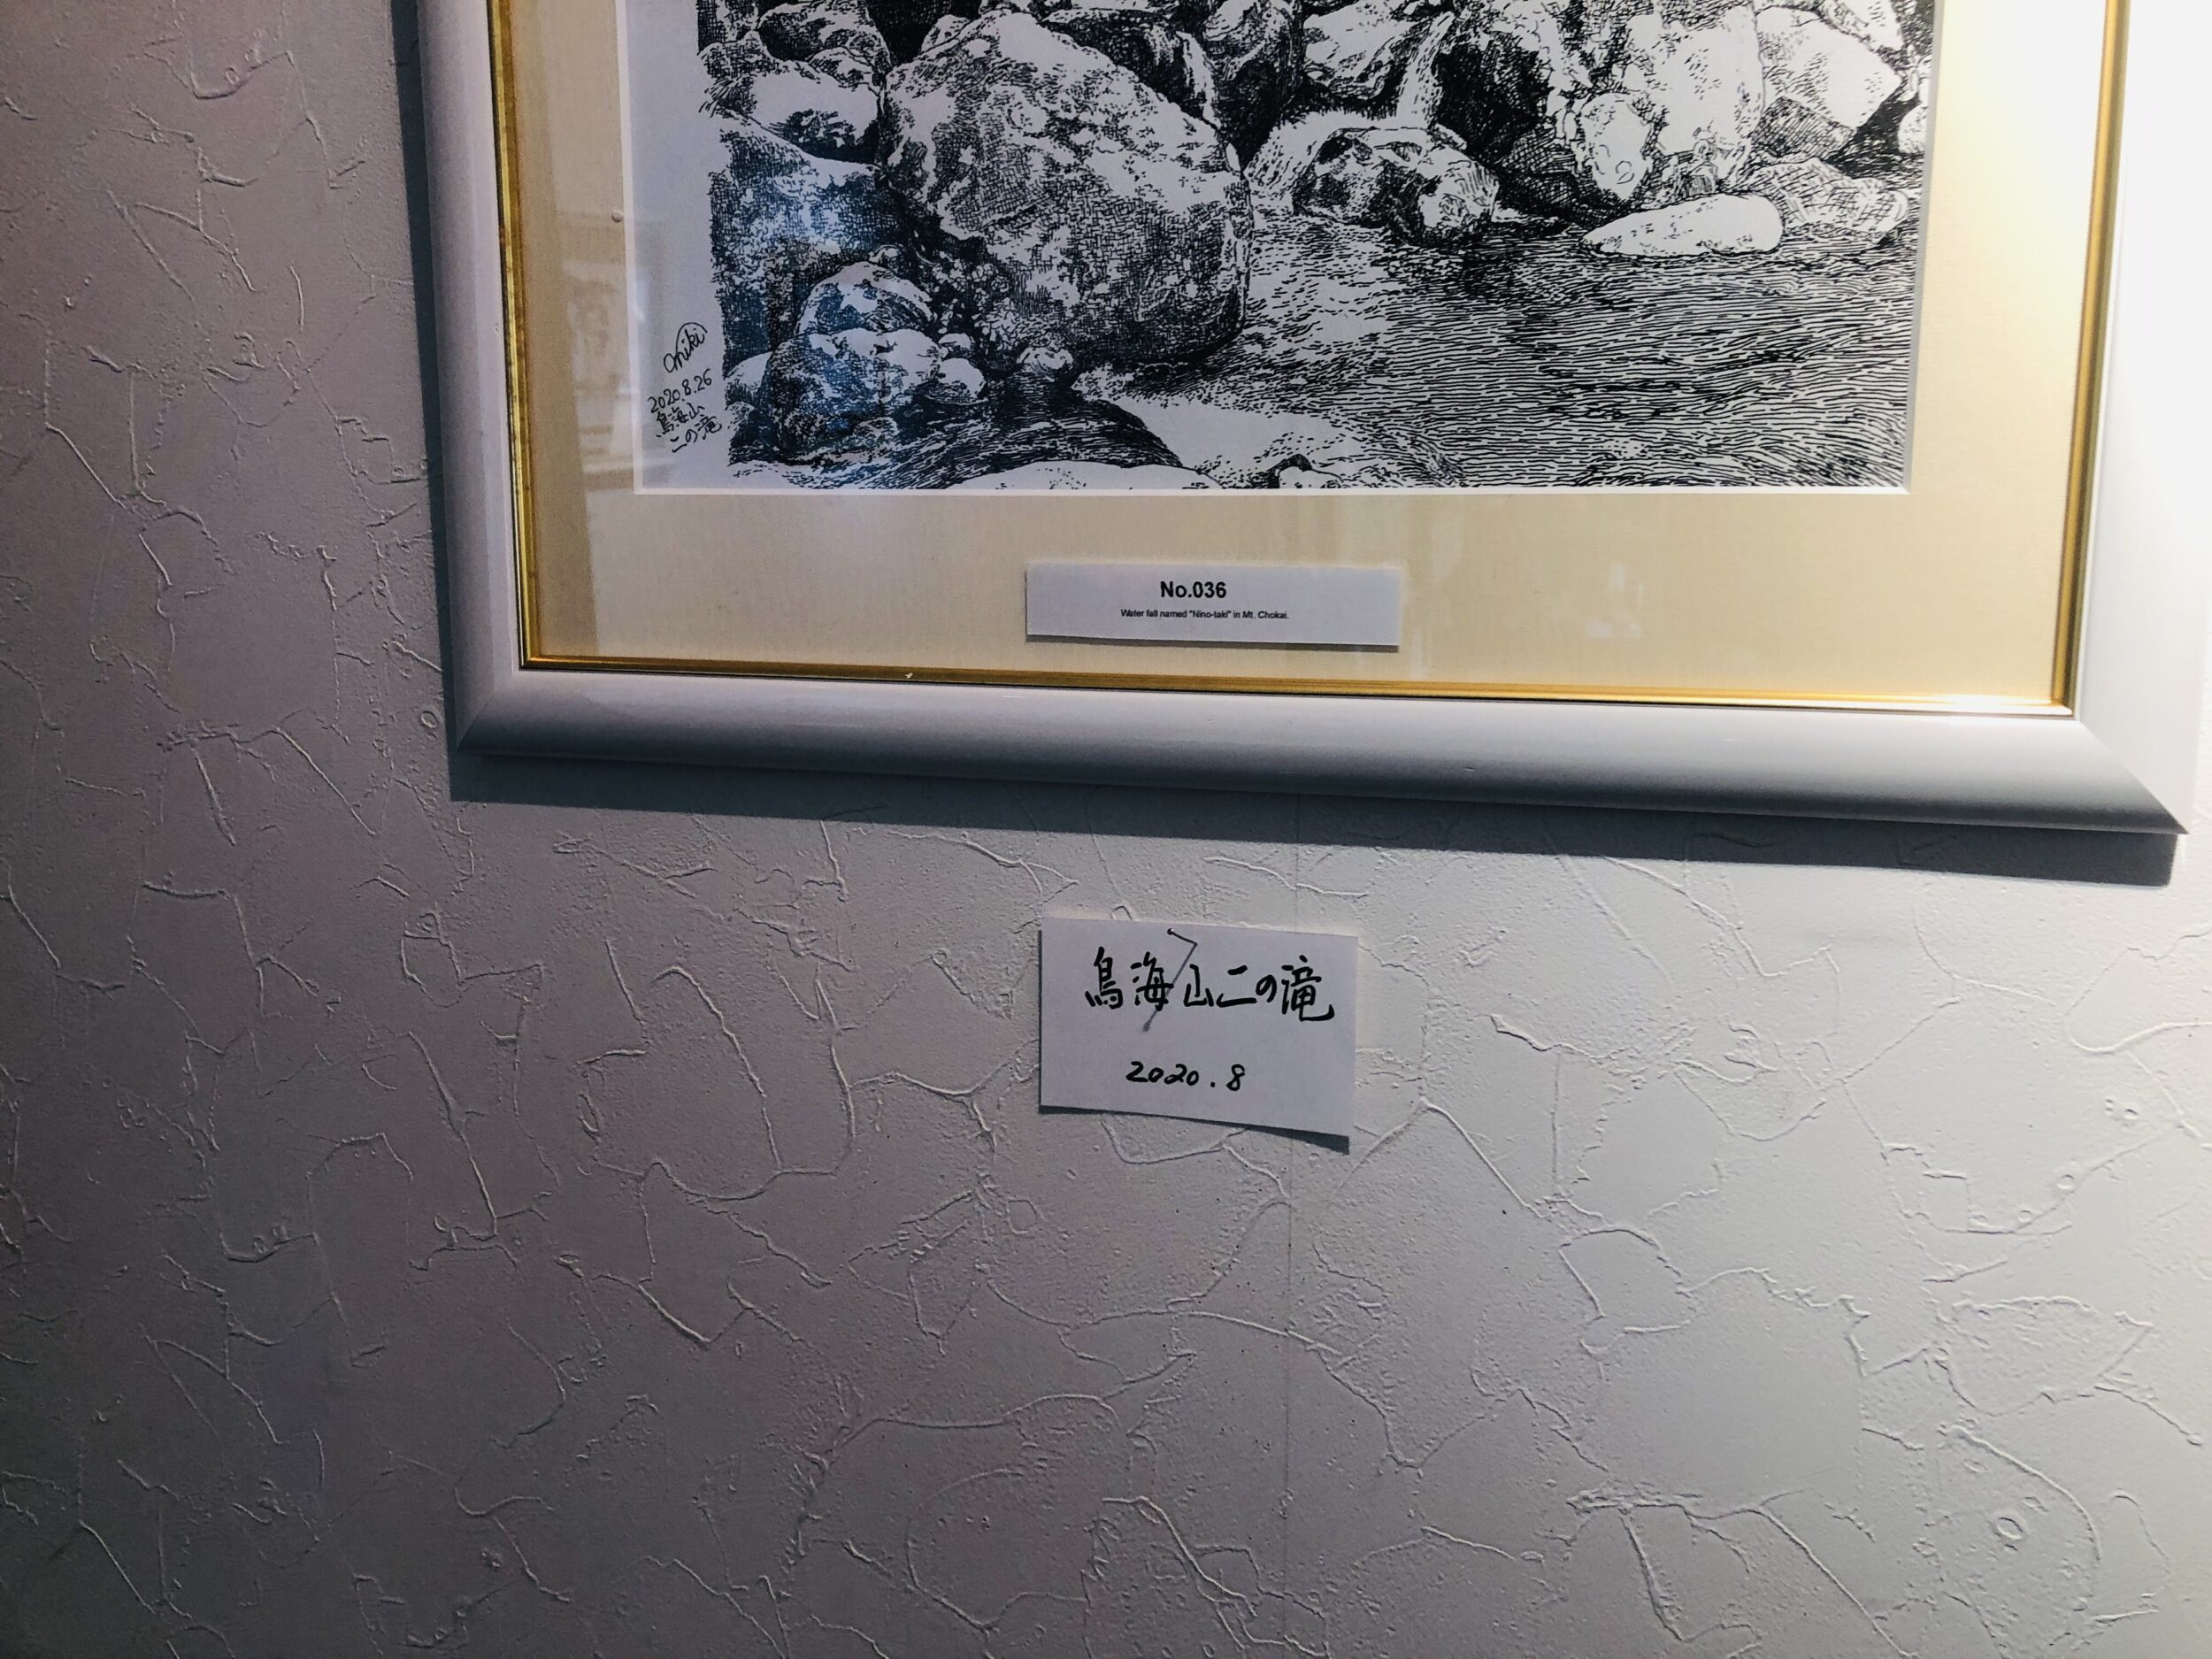 Oniki
2020.8.26
鳥海山
二の滝
No.036
Water fall named "Nino-taki" in Mt. Chokai.
鳥海山二の滝
2020.8